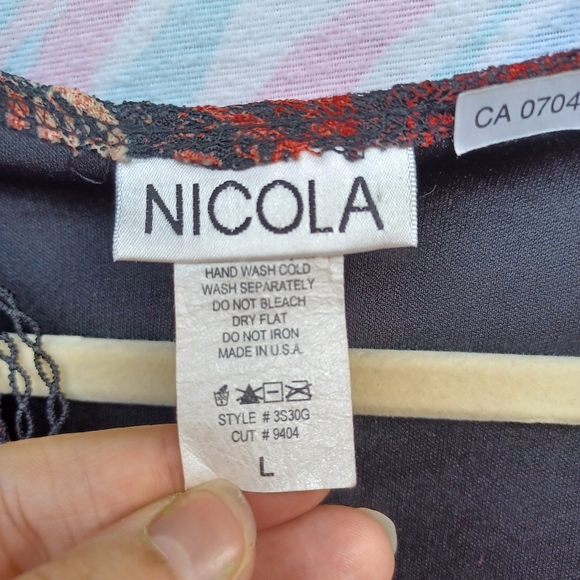 CA 0704
NICOLA
HAND WASH COLD
WASH SEPARATELY
DO NOT BLEACH
DRY FLAT
DO NOT IRON
MADE IN U.S.A.
STYLE # 3S30G
CUT # 9404
L